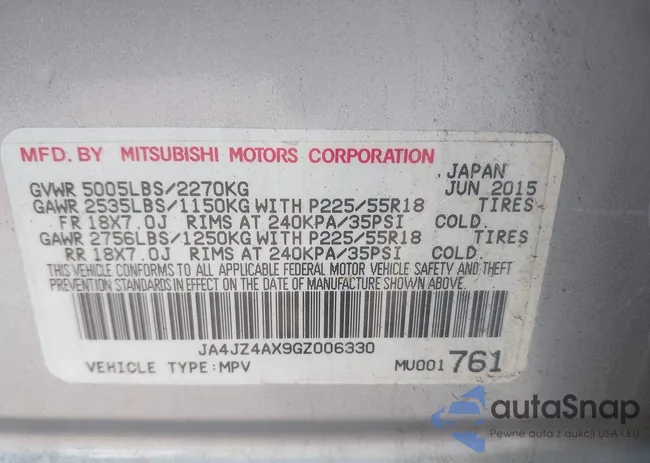 MFD. BY MITSUBISHI MOTORS CORPORATION
JAPAN
GVWR 5005LBS/2270KG JUN 2015
GAWR 2535LBS/1150KG WITH P225/55R18 TIRES
FR 18X7.0J RIMS AT 240KPA/35PSI COLD
GAWR 2756LBS/1250KG WITH P225/55R18 TIRES
RR 18X7.0J RIMS AT 240KPA/35PSI COLD
THIS VEHICLE CONFORMS TO ALL APPLICABLE FEDERAL MOTOR VEHICLE SAFETY AND THEFT
PREVENTION STANDARDS IN EFFECT ON THE DATE OF MANUFACTURE SHOWN ABOVE.
JA4JZ4AX9GZ006330
VEHICLE TYPE:MPV MU001 761
autaSnap
Pewne auta z aukcji USA - EU